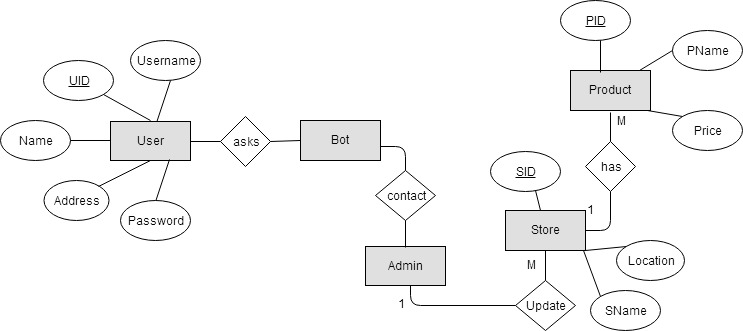 PID
PName
Username
UID
Product
M
Price
Name
User
asks
Bot
has
SID
Address
contact
Password
1
Store
Location
Admin
M
1
Update
SName